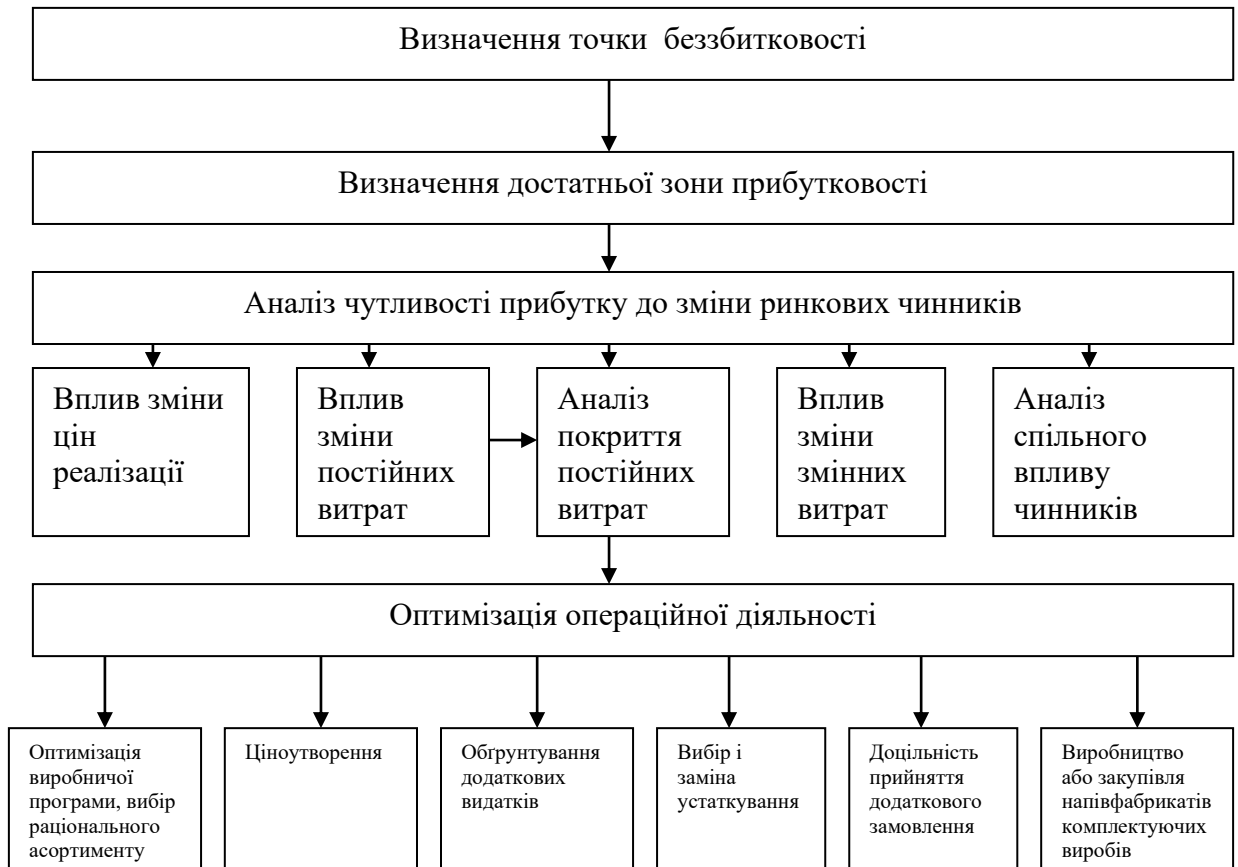 Визначення точки беззбитковості
Визначення достатньої зони прибутковості
Аналіз чутливості прибутку до зміни ринкових чинників
Вплив зміни
цін
реалізації
Вплив
зміни
постійних
витрат
Аналіз
покриття
постійних
витрат
Вплив
зміни
змінних
витрат
Аналіз
спільного
впливу
чинників
Оптимізація операційної діяльності
Оптимізація
виробничої
програми, вибір
раціонального
асортименту
Ціноутворення
Обґрунтування
додаткових
видатків
Вибір і
заміна
устаткування
Доцільність
прийняття
додаткового
замовлення
Виробництво
або закупівля
напівфабрикатів
комплектуючих
виробів